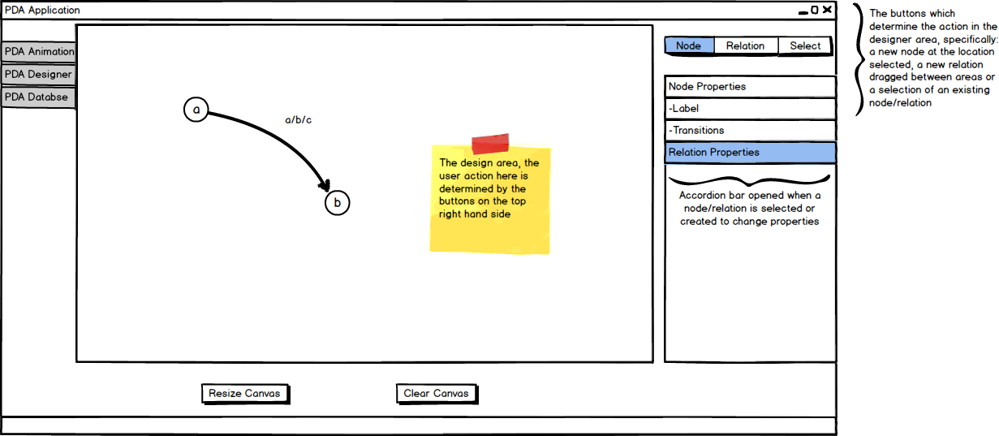 PDA Application
PDA Animation
PDA Designer
PDA Databse
a
a/b/c
b
The design area, the
user action here is
determined by the
buttons on the top
right hand side
Resize Canvas
Clear Canvas
Node
Relation
Select
Node Properties
-Label
-Transitions
Relation Properties
Accordion bar opened when a
node/relation is selected or
created to change properties
The buttons which
determine the action in the
designer area, specifically:
a new node at the location
selected, a new relation
dragged between areas or
a selection of an existing
node/relation